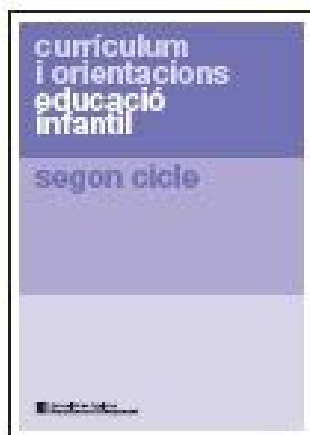 currículum
i orientacions
educació
infantil
segon cicle